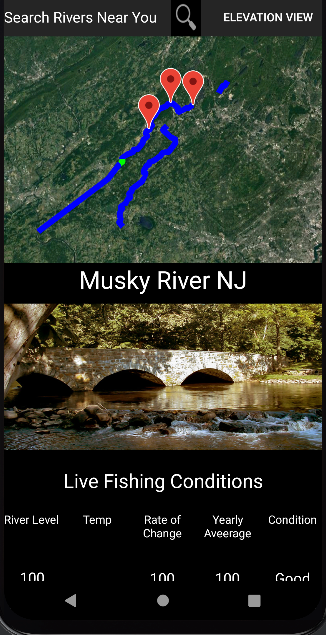 Search Rivers Near You
ELEVATION VIEW
Musky River NJ
Live Fishing Conditions
River Level Temp Rate of Change Yearly Aveerage Condition
100 100 100 Good